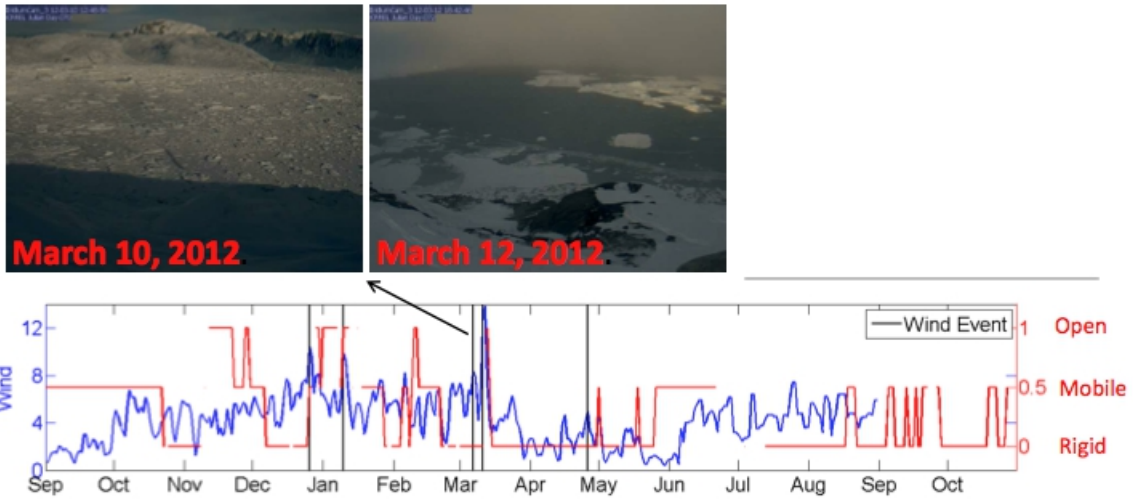 March 10, 2012.
March 12, 2012.
12
8
4
0
Wind
Wind Event
1
0.5
0
Open
Mobile
Rigid
Sep Oct Nov Dec Jan Feb Mar Apr May Jun Jul Aug Sep Oct